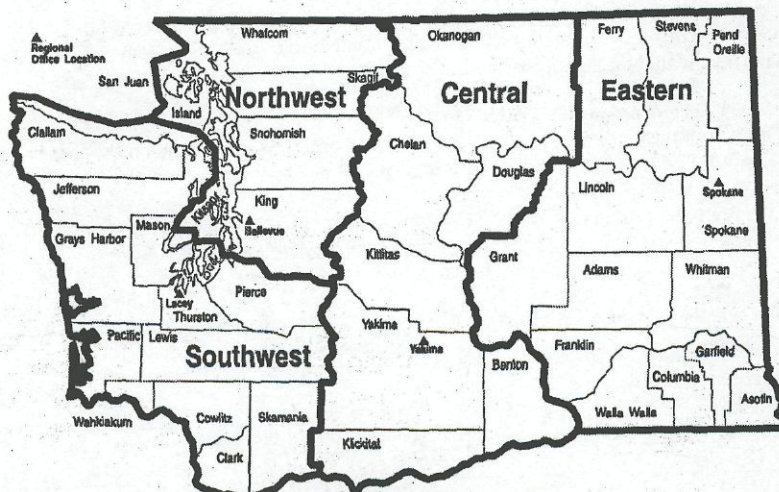 Regional
Office Location
San Juan
Whatcom
Skagit
Island
Northwest
Snohomish
King
Bellevue
Kitsap
Clallam
Jefferson
Grays Harbor
Mason
Lacey
Thurston
Pierce
Pacific
Lewis
Southwest
Wahkiakum
Cowlitz
Skamania
Clark
Okanogan
Central
Chelan
Douglas
Kittitas
Yakima
Yakima
Benton
Klickitat
Ferry
Stevens
Pend
Oreille
Eastern
Lincoln
Spokane
Spokane
Grant
Adams
Whitman
Franklin
Garfield
Columbia
Walla Walla
Asotin